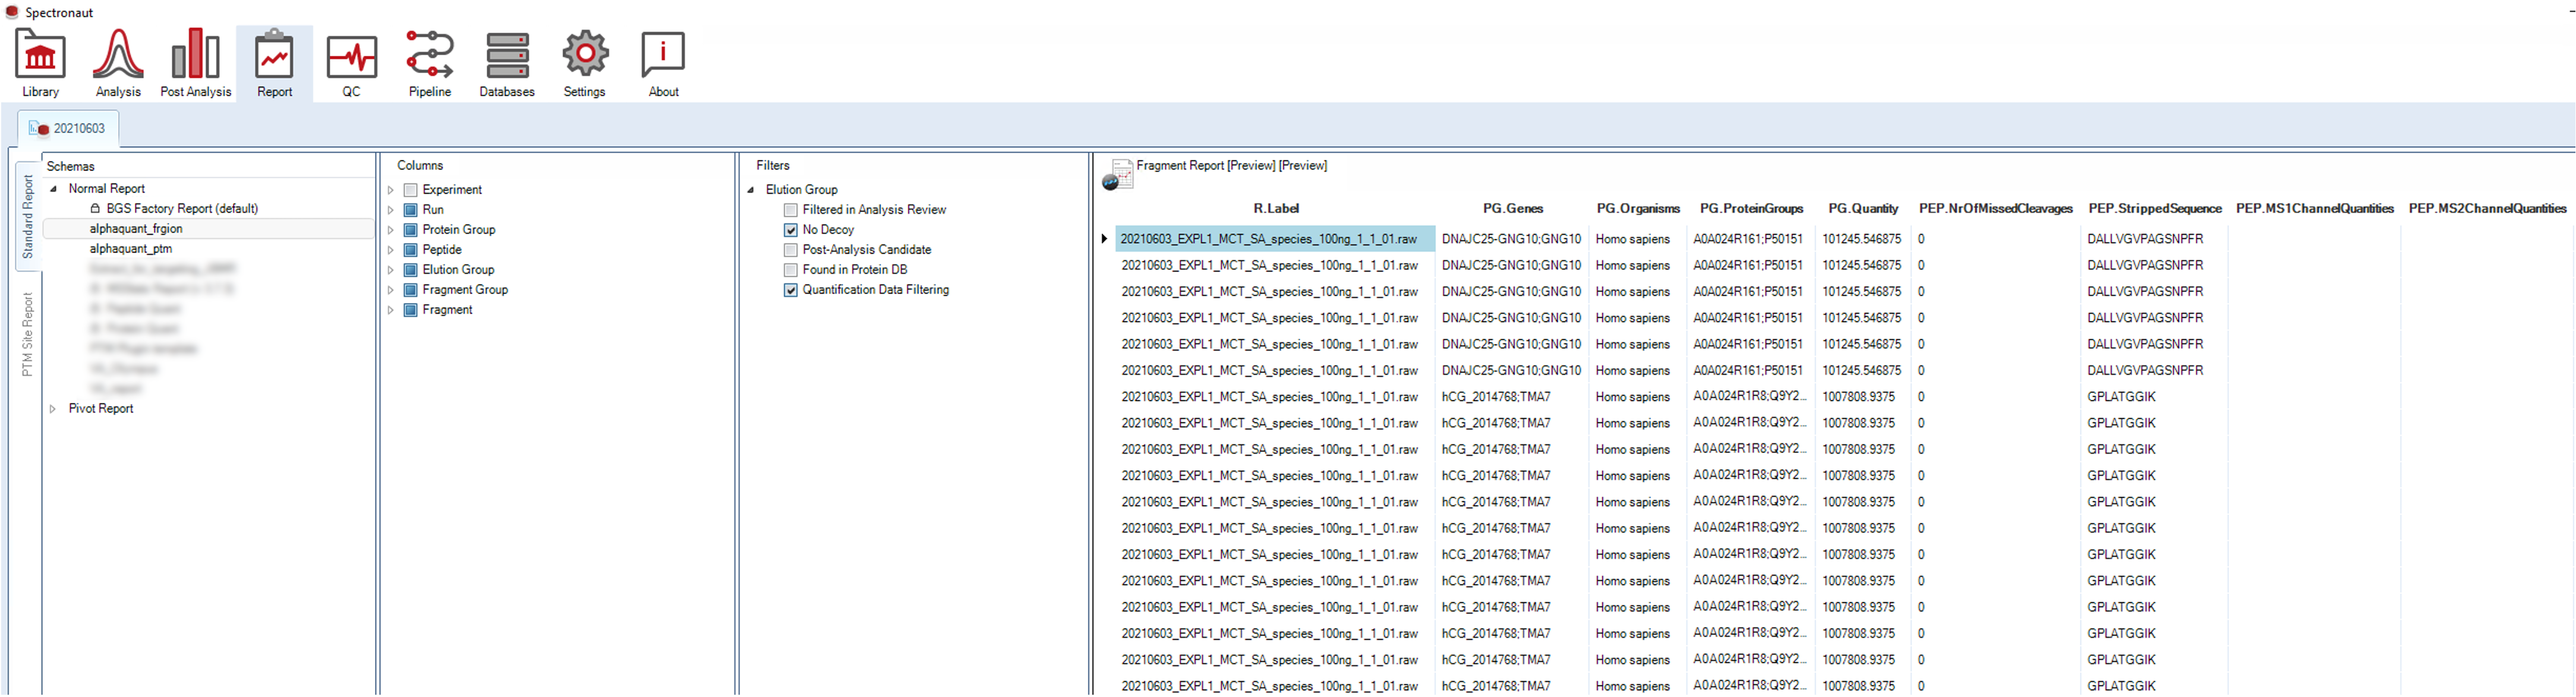 Spectronaut
Library Analysis Post Analysis Report QC Pipeline Databases Settings About
20210603
Standard Report
PTM Site Report
Schemas
Normal Report
BGS Factory Report (default)
alphaquant_frgion
alphaquant_ptm
Pivot Report
Columns
Experiment
Run
Protein Group
Peptide
Elution Group
Fragment Group
Fragment
Filters
Elution Group
Filtered in Analysis Review
No Decoy
Post-Analysis Candidate
Found in Protein DB
Quantification Data Filtering
Fragment Report [Preview] [Preview]
R.Label PG.Genes PG.Organisms PG.ProteinGroups PG.Quantity PEP.NrOfMissedCleavages PEP.StrippedSequence PEP.MS1ChannelQuantities PEP.MS2ChannelQuantities
20210603_EXPL1_MCT_SA_species_100ng_1_1_01.raw DNAJC25-GNG10;GNG10 Homo sapiens A0A024R161;P50151 101245.546875 0 DALLVGVPAGSNPFR
20210603_EXPL1_MCT_SA_species_100ng_1_1_01.raw DNAJC25-GNG10;GNG10 Homo sapiens A0A024R161;P50151 101245.546875 0 DALLVGVPAGSNPFR
20210603_EXPL1_MCT_SA_species_100ng_1_1_01.raw DNAJC25-GNG10;GNG10 Homo sapiens A0A024R161;P50151 101245.546875 0 DALLVGVPAGSNPFR
20210603_EXPL1_MCT_SA_species_100ng_1_1_01.raw DNAJC25-GNG10;GNG10 Homo sapiens A0A024R161;P50151 101245.546875 0 DALLVGVPAGSNPFR
20210603_EXPL1_MCT_SA_species_100ng_1_1_01.raw DNAJC25-GNG10;GNG10 Homo sapiens A0A024R161;P50151 101245.546875 0 DALLVGVPAGSNPFR
20210603_EXPL1_MCT_SA_species_100ng_1_1_01.raw DNAJC25-GNG10;GNG10 Homo sapiens A0A024R161;P50151 101245.546875 0 DALLVGVPAGSNPFR
20210603_EXPL1_MCT_SA_species_100ng_1_1_01.raw hCG_2014768;TMA7 Homo sapiens A0A024R1R8;Q9Y2... 1007808.9375 0 GPLATGGIK
20210603_EXPL1_MCT_SA_species_100ng_1_1_01.raw hCG_2014768;TMA7 Homo sapiens A0A024R1R8;Q9Y2... 1007808.9375 0 GPLATGGIK
20210603_EXPL1_MCT_SA_species_100ng_1_1_01.raw hCG_2014768;TMA7 Homo sapiens A0A024R1R8;Q9Y2... 1007808.9375 0 GPLATGGIK
20210603_EXPL1_MCT_SA_species_100ng_1_1_01.raw hCG_2014768;TMA7 Homo sapiens A0A024R1R8;Q9Y2... 1007808.9375 0 GPLATGGIK
20210603_EXPL1_MCT_SA_species_100ng_1_1_01.raw hCG_2014768;TMA7 Homo sapiens A0A024R1R8;Q9Y2... 1007808.9375 0 GPLATGGIK
20210603_EXPL1_MCT_SA_species_100ng_1_1_01.raw hCG_2014768;TMA7 Homo sapiens A0A024R1R8;Q9Y2... 1007808.9375 0 GPLATGGIK
20210603_EXPL1_MCT_SA_species_100ng_1_1_01.raw hCG_2014768;TMA7 Homo sapiens A0A024R1R8;Q9Y2... 1007808.9375 0 GPLATGGIK
20210603_EXPL1_MCT_SA_species_100ng_1_1_01.raw hCG_2014768;TMA7 Homo sapiens A0A024R1R8;Q9Y2... 1007808.9375 0 GPLATGGIK
20210603_EXPL1_MCT_SA_species_100ng_1_1_01.raw hCG_2014768;TMA7 Homo sapiens A0A024R1R8;Q9Y2... 1007808.9375 0 GPLATGGIK
20210603_EXPL1_MCT_SA_species_100ng_1_1_01.raw hCG_2014768;TMA7 Homo sapiens A0A024R1R8;Q9Y2... 1007808.9375 0 GPLATGGIK
20210603_EXPL1_MCT_SA_species_100ng_1_1_01.raw hCG_2014768;TMA7 Homo sapiens A0A024R1R8;Q9Y2... 1007808.9375 0 GPLATGGIK
20210603_EXPL1_MCT_SA_species_100ng_1_1_01.raw hCG_2014768;TMA7 Homo sapiens A0A024R1R8;Q9Y2... 1007808.9375 0 GPLATGGIK